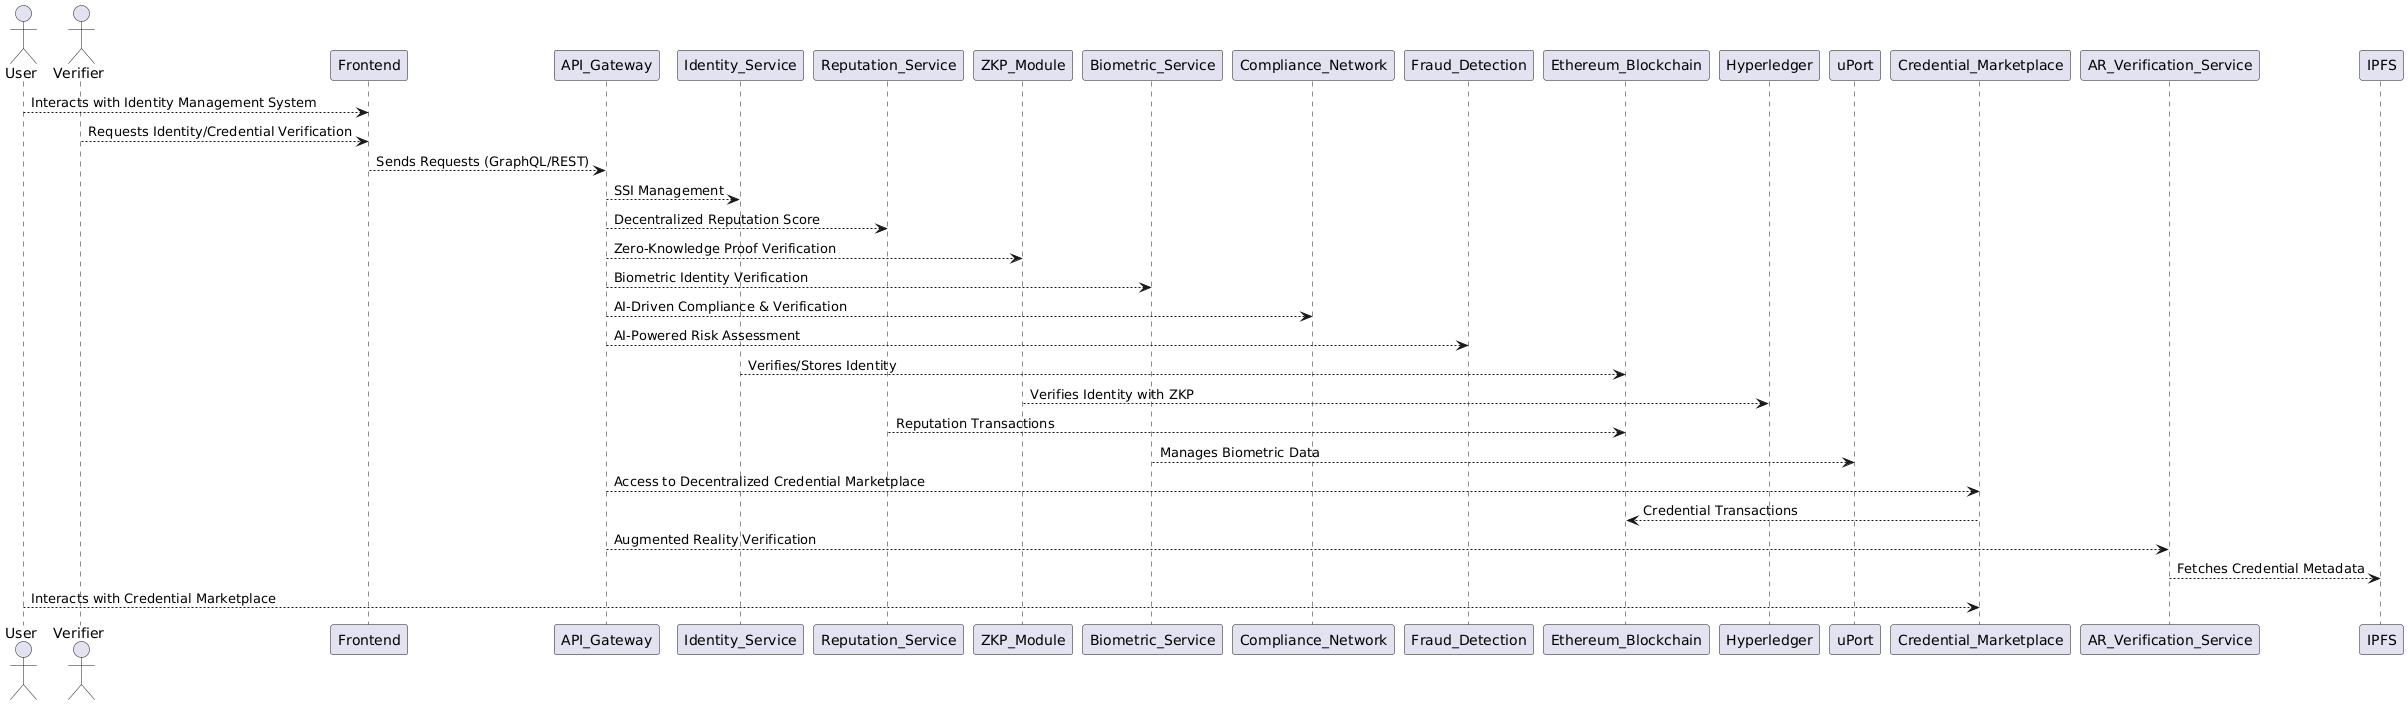 User
Verifier
Frontend
API_Gateway
Identity_Service
Reputation_Service
ZKP_Module
Biometric_Service
Compliance_Network
Fraud_Detection
Ethereum_Blockchain
Hyperledger
uPort
Credential_Marketplace
AR_Verification_Service
IPFS
Interacts with Identity Management System
Requests Identity/Credential Verification
Sends Requests (GraphQL/REST)
SSI Management
Decentralized Reputation Score
Zero-Knowledge Proof Verification
Biometric Identity Verification
AI-Driven Compliance & Verification
AI-Powered Risk Assessment
Verifies/Stores Identity
Verifies Identity with ZKP
Reputation Transactions
Manages Biometric Data
Access to Decentralized Credential Marketplace
Credential Transactions
Augmented Reality Verification
Fetches Credential Metadata
Interacts with Credential Marketplace
User
Verifier
Frontend
API_Gateway
Identity_Service
Reputation_Service
ZKP_Module
Biometric_Service
Compliance_Network
Fraud_Detection
Ethereum_Blockchain
Hyperledger
uPort
Credential_Marketplace
AR_Verification_Service
IPFS